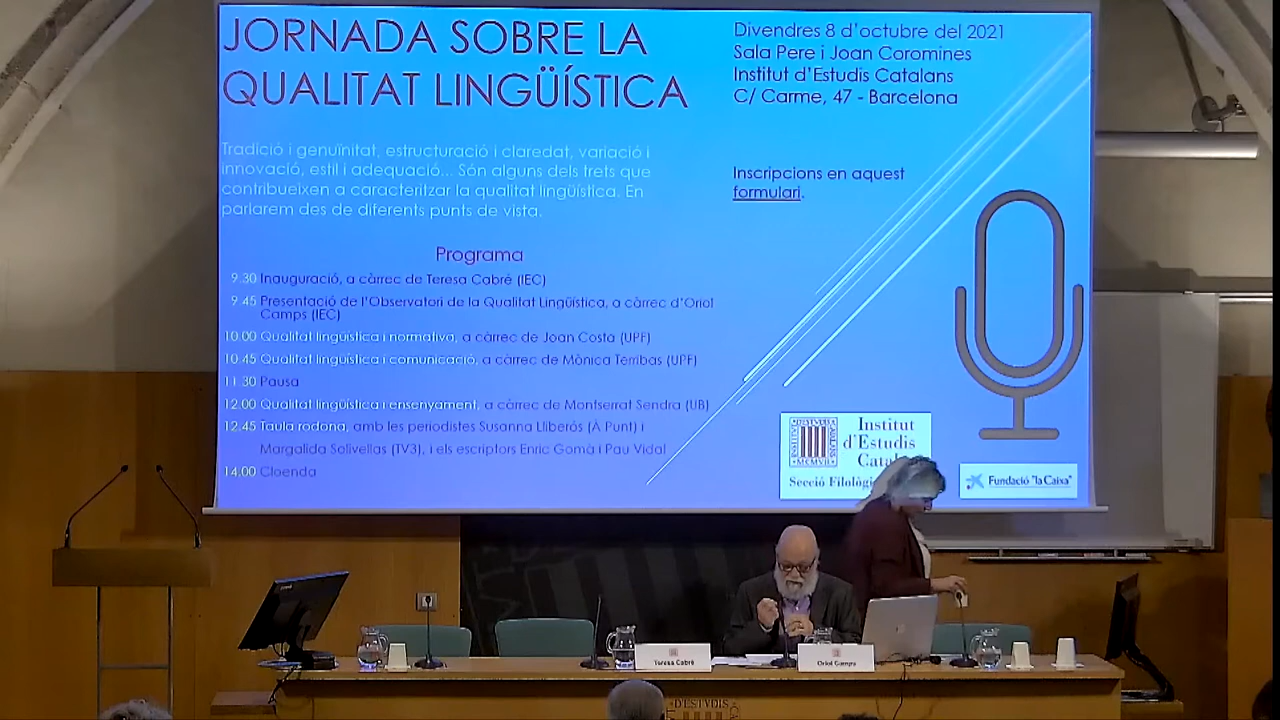 JORNADA SOBRE LA
QUALITAT LINGÜÍSTICA
Divendres 8 d'octubre del 2021
Sala Pere i Joan Coromines
Institut d'Estudis Catalans
C/ Carme, 47 - Barcelona
Tradició i genuïnitat, estructuració i claredat, variació i
innovació, estil i adequació... Són alguns dels trets que
contribueixen a caracteritzar la qualitat lingüística. En
parlarem des de diferents punts de vista.
Inscripcions en aquest
formulari.
Programa
9.30 Inauguració, a càrrec de Teresa Cabré (IEC)
9.45 Presentació de l'Observatori de la Qualitat Lingüística, a càrrec d'Oriol
Camps (IEC)
10.00 Qualitat lingüística i normativa, a càrrec de Joan Costa (UPF)
10.45 Qualitat lingüística i comunicació, a càrrec de Mònica Terribas (UPF)
11.30 Pausa
12.00 Qualitat lingüística i ensenyament, a càrrec de Montserrat Sendra (UB)
12.45 Taula rodona, amb les periodistes Susanna Lliberós (À Punt) i
Margalida Solivellas (TV3), i els escriptors Enric Gomà i Pau Vidal
14.00 Cloenda
Institut
d'Estudis
Cata
Secció Filològi
MCMVII
Fundació "la Caixa"
Teresa Cabré
Oriol Camps
D'ESTVDIS